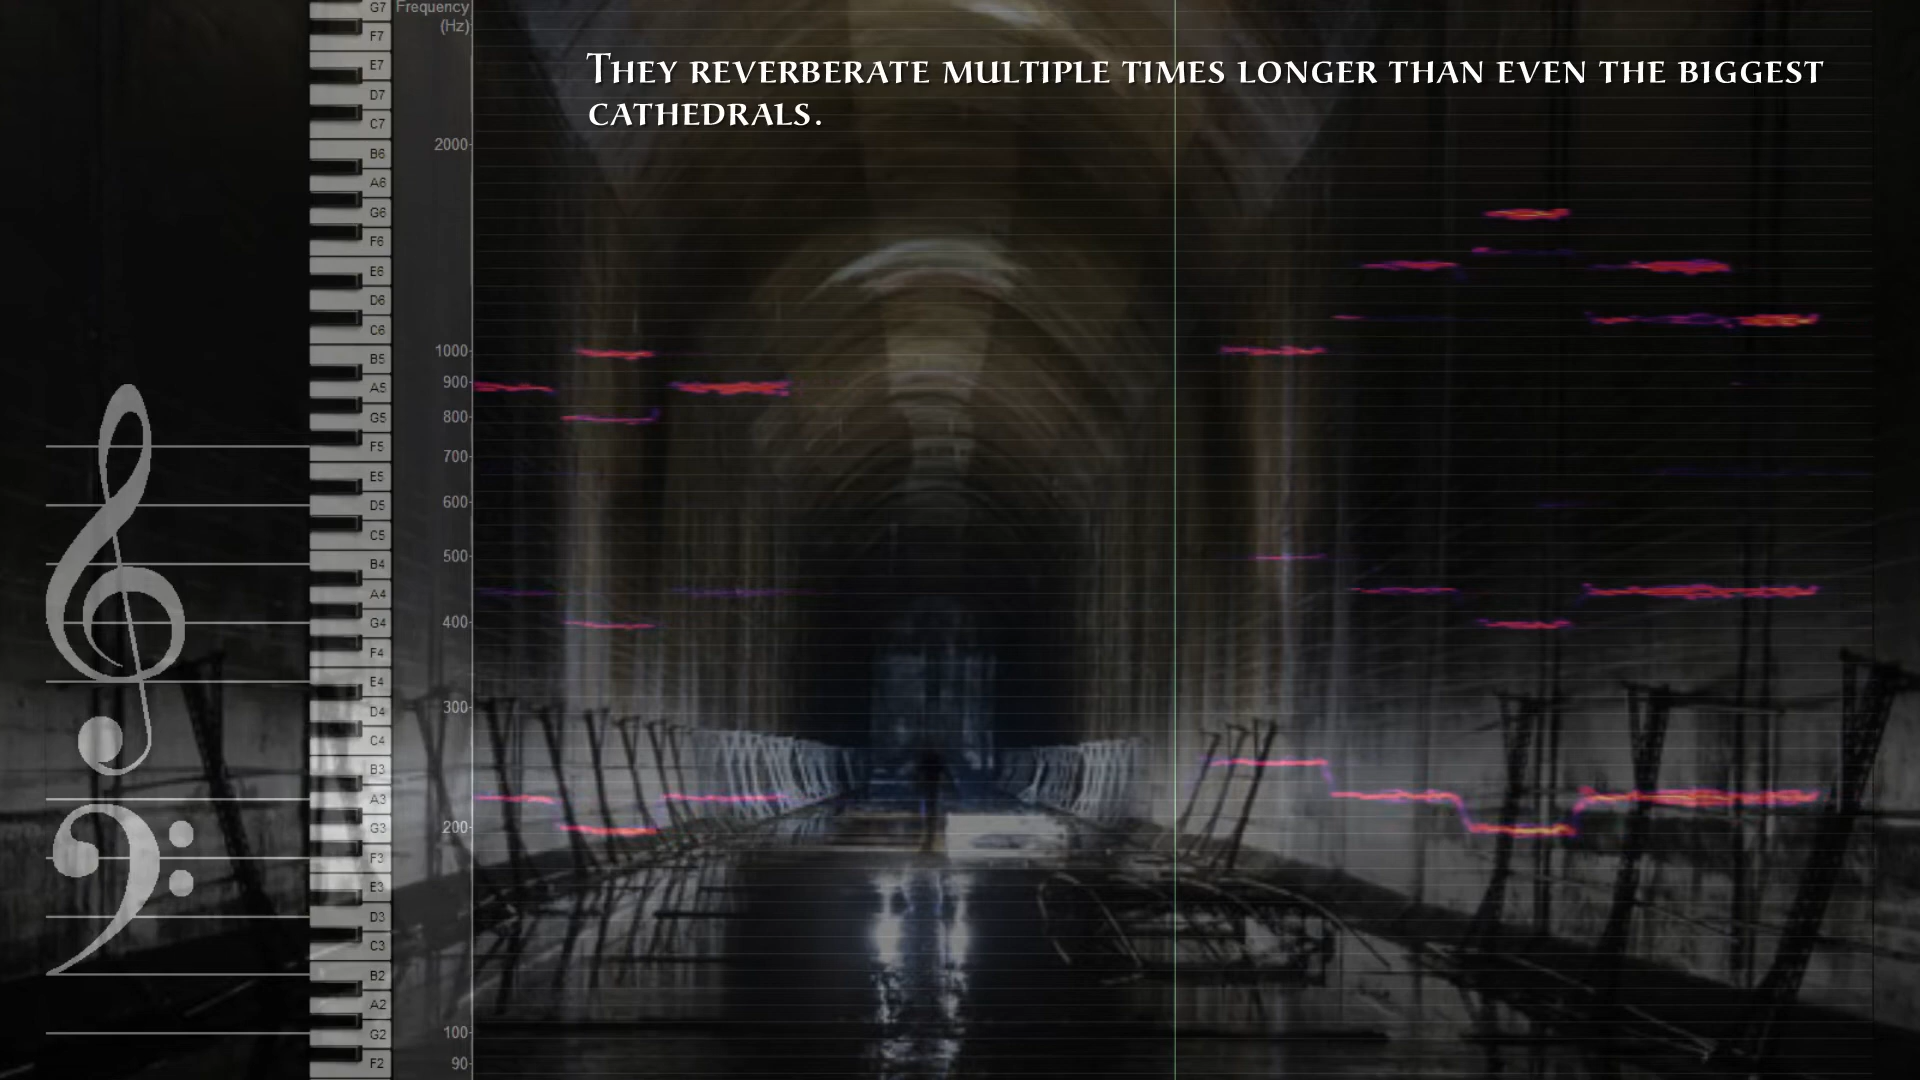 They reverberate multiple times longer than even the biggest
cathedrals.
Frequency
(Hz)
2000
1000
900
800
700
600
500
400
300
200
100
90
G7
F7
E7
D7
C7
B6
A6
G6
F6
E6
D6
C6
B5
A5
G5
F5
E5
D5
C5
B4
A4
G4
F4
E4
D4
C4
B3
A3
G3
F3
E3
D3
C3
B2
A2
G2
F2